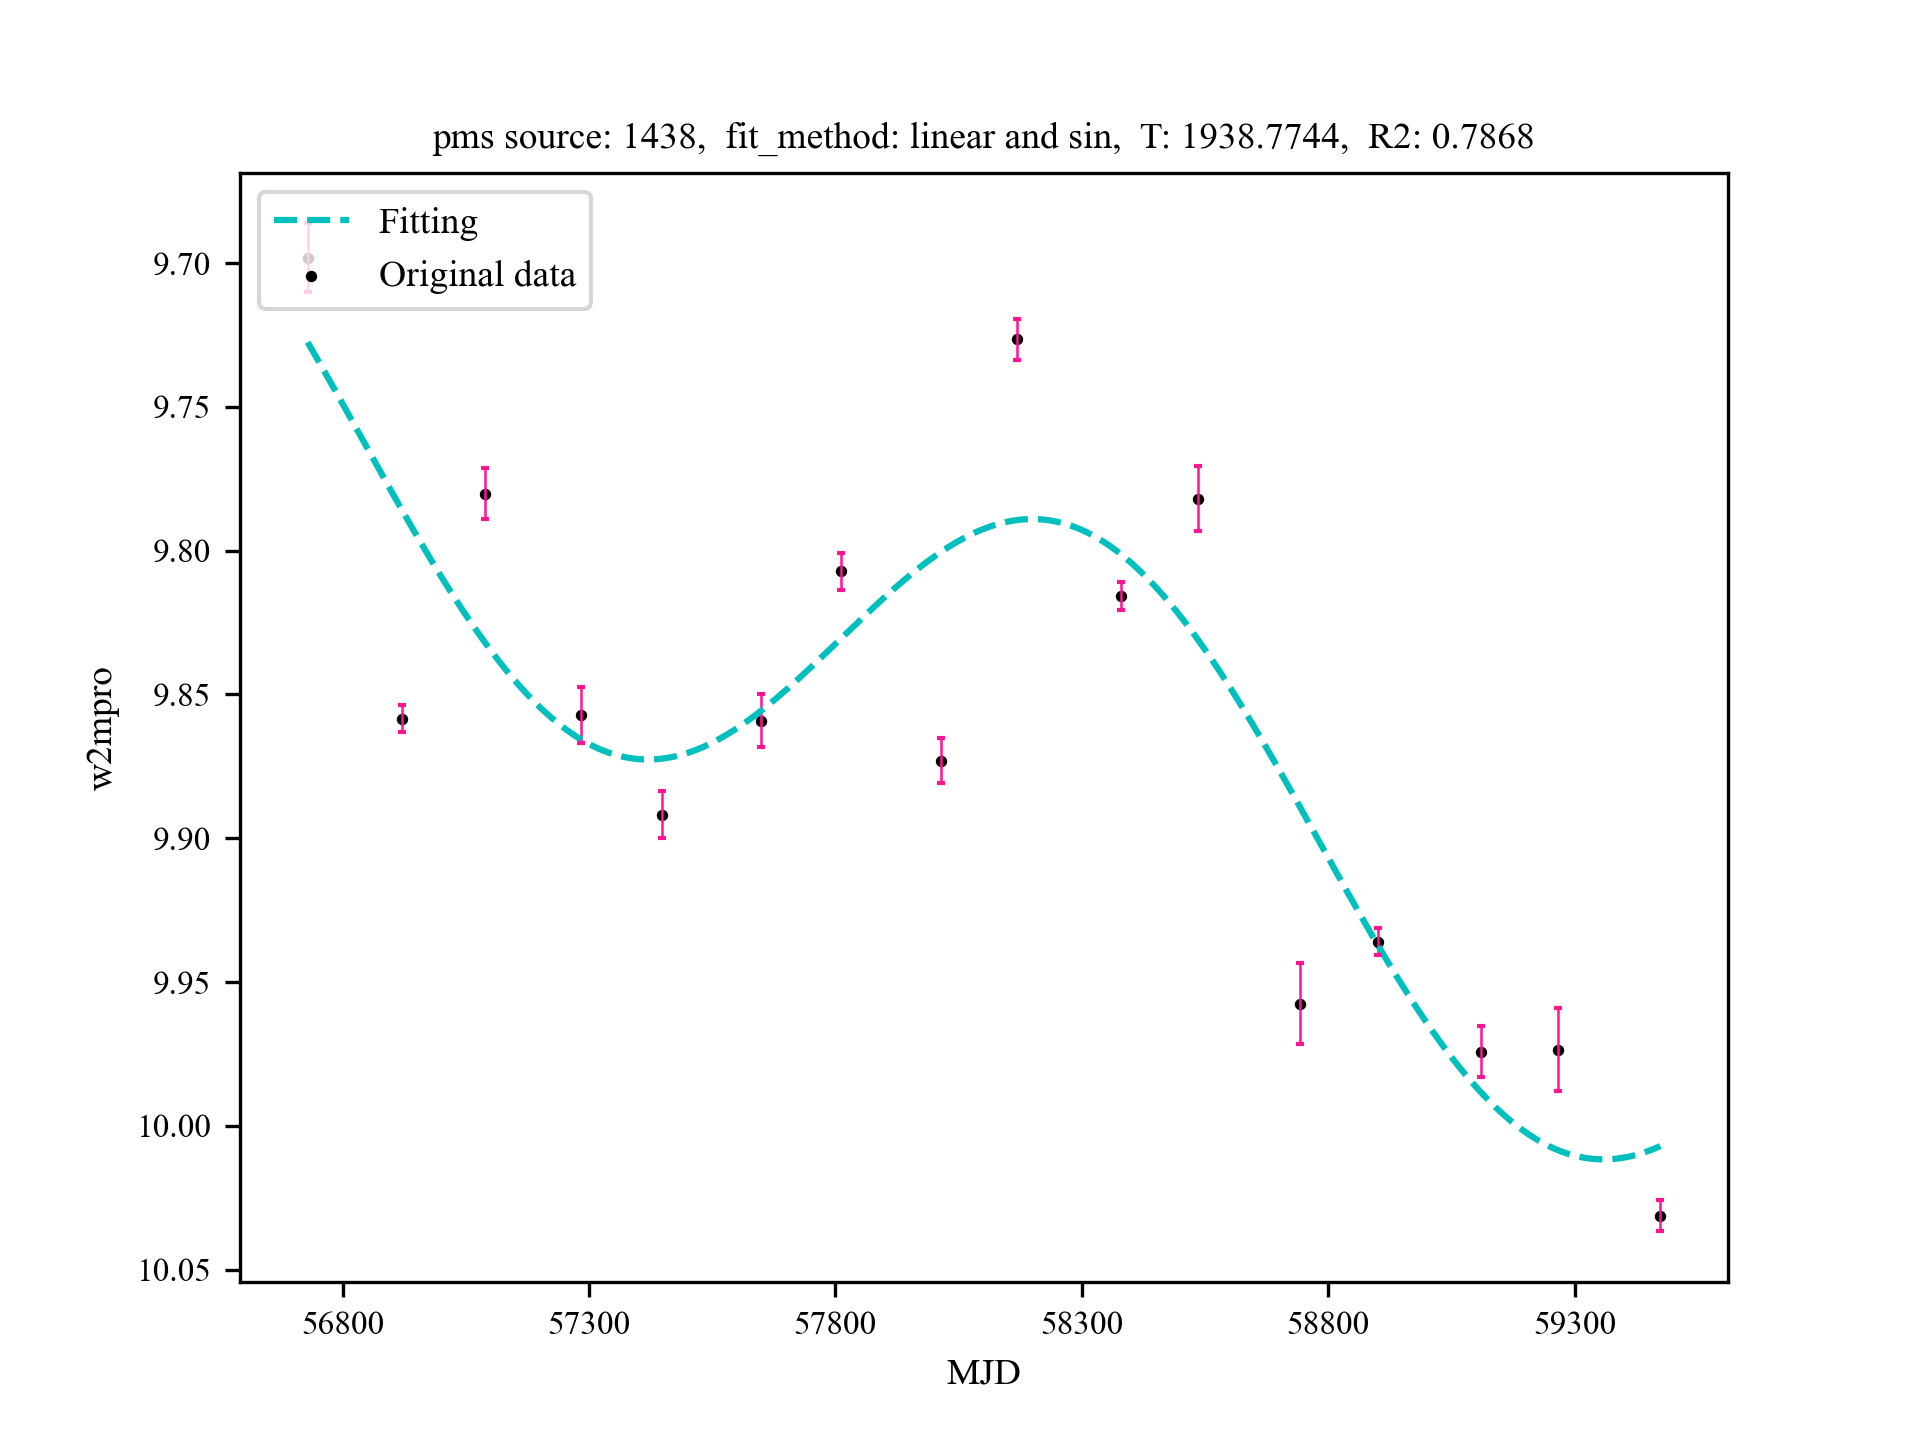 pms source: 1438,  fit_method: linear and sin,  T: 1938.7744,  R2: 0.7868
Fitting
Original data
9.70
9.75
9.80
9.85
9.90
9.95
10.00
10.05
w2mpro
56800 57300 57800 58300 58800 59300
MJD